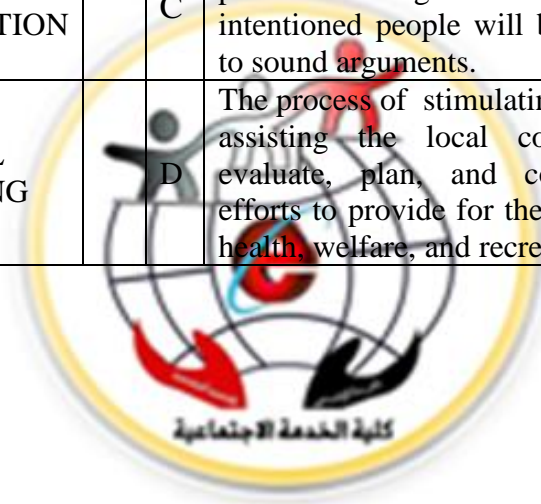 TION
C
intentioned people will b
to sound arguments.
NG
D
The process of stimulatin
assisting the local co
evaluate, plan, and co
efforts to provide for the
health, welfare, and recre
كلية الخدمة الاجتماعية